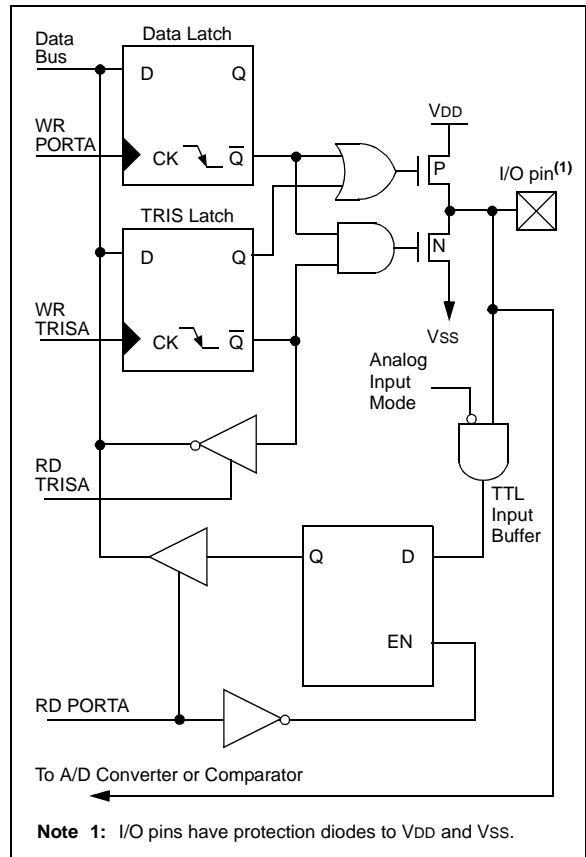 Data Bus
Data Latch
D
Q
VDD
WR PORTA
CK
Q
P
I/O pin(1)
TRIS Latch
D
Q
N
WR TRISA
CK
Q
VSS
Analog Input Mode
RD TRISA
TTL Input Buffer
Q
D
EN
RD PORTA
To A/D Converter or Comparator
Note 1: I/O pins have protection diodes to VDD and VSS.